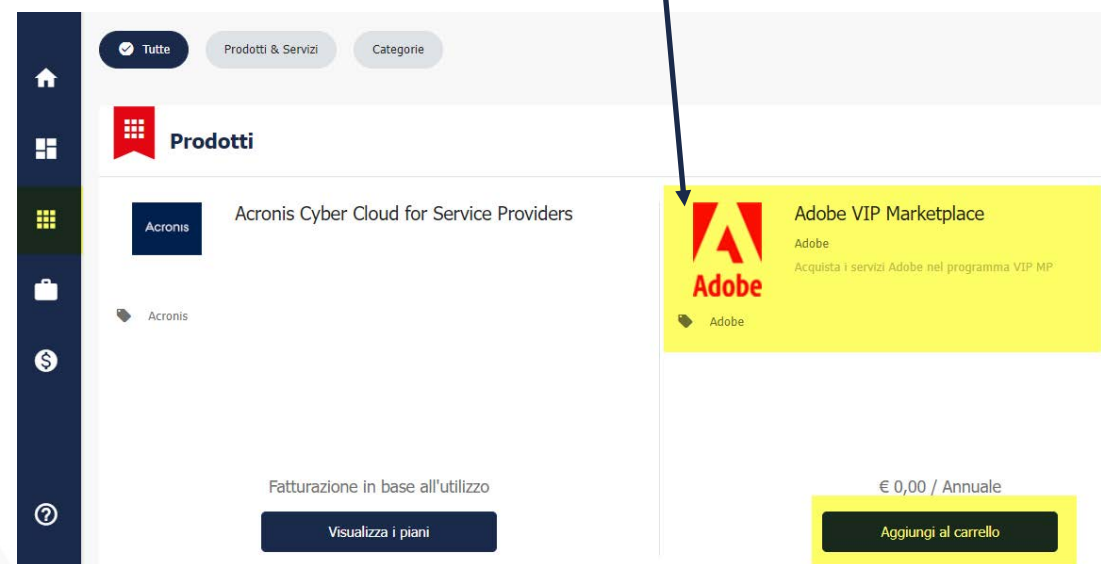 Tutte
Prodotti & Servizi
Categorie
Prodotti
Acronis
Acronis Cyber Cloud for Service Providers
Acronis
Fatturazione in base all'utilizzo
Visualizza i piani
Adobe
Adobe VIP Marketplace
Adobe
Acquista i servizi Adobe nel programma VIP MP
Adobe
€ 0,00 / Annuale
Aggiungi al carrello